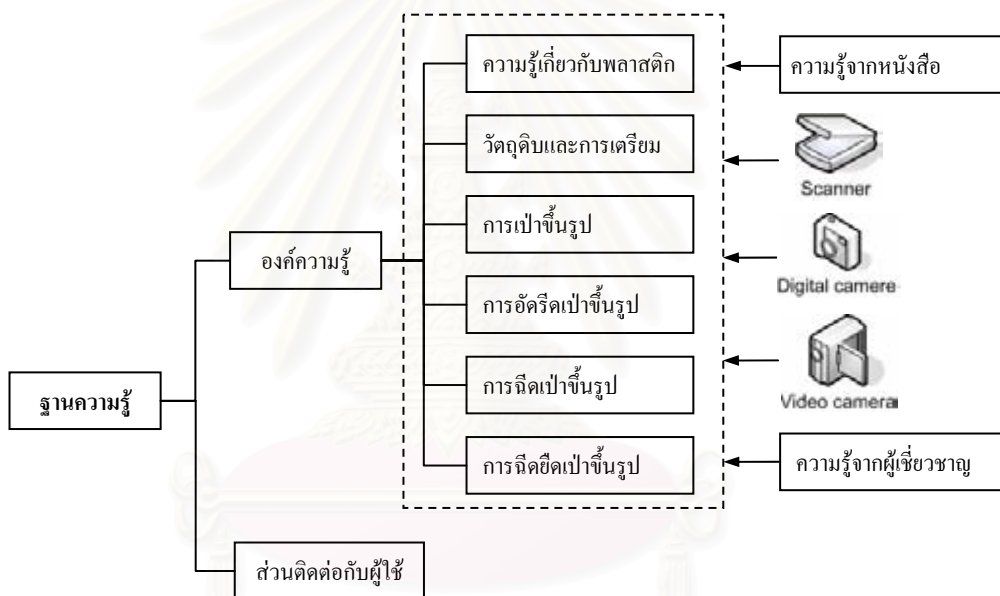 ความรู้เกี่ยวกับพลาสติก
ความรู้จากหนังสือ
วัตถุดิบและการเตรียม
Scanner
การเป่าขึ้นรูป
องค์ความรู้
Digital camere
การอัดรีดเป่าขึ้นรูป
การฉีดเป่าขึ้นรูป
ฐานความรู้
Video camera
การฉีดยืดเป่าขึ้นรูป
ความรู้จากผู้เชี่ยวชาญ
ส่วนติดต่อกับผู้ใช้